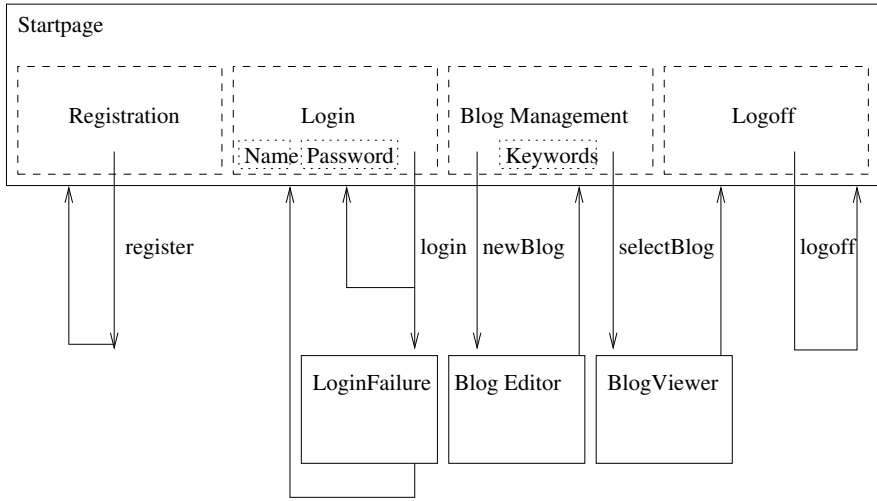 Startpage
Registration
Login
Blog Management
Logoff
Name Password
Keywords
register
login
newBlog
selectBlog
logoff
LoginFailure
Blog Editor
BlogViewer